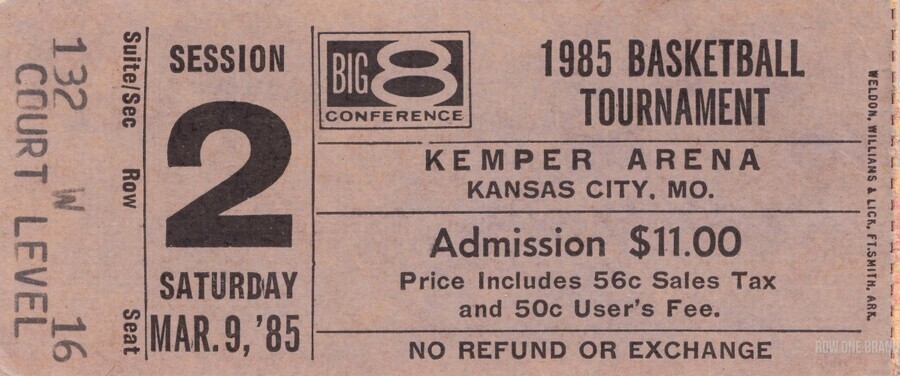 Suite/Sec Row Seat
132 W 16
COURT LEVEL
SESSION
2
SATURDAY
MAR. 9, '85
BIG 8
CONFERENCE
1985 BASKETBALL
TOURNAMENT
KEMPER ARENA
KANSAS CITY, MO.
Admission $11.00
Price Includes 56c Sales Tax
and 50c User's Fee.
NO REFUND OR EXCHANGE
WELDON, WILLIAMS & LICK, FT. SMITH, ARK.
ROW ONE BRAND